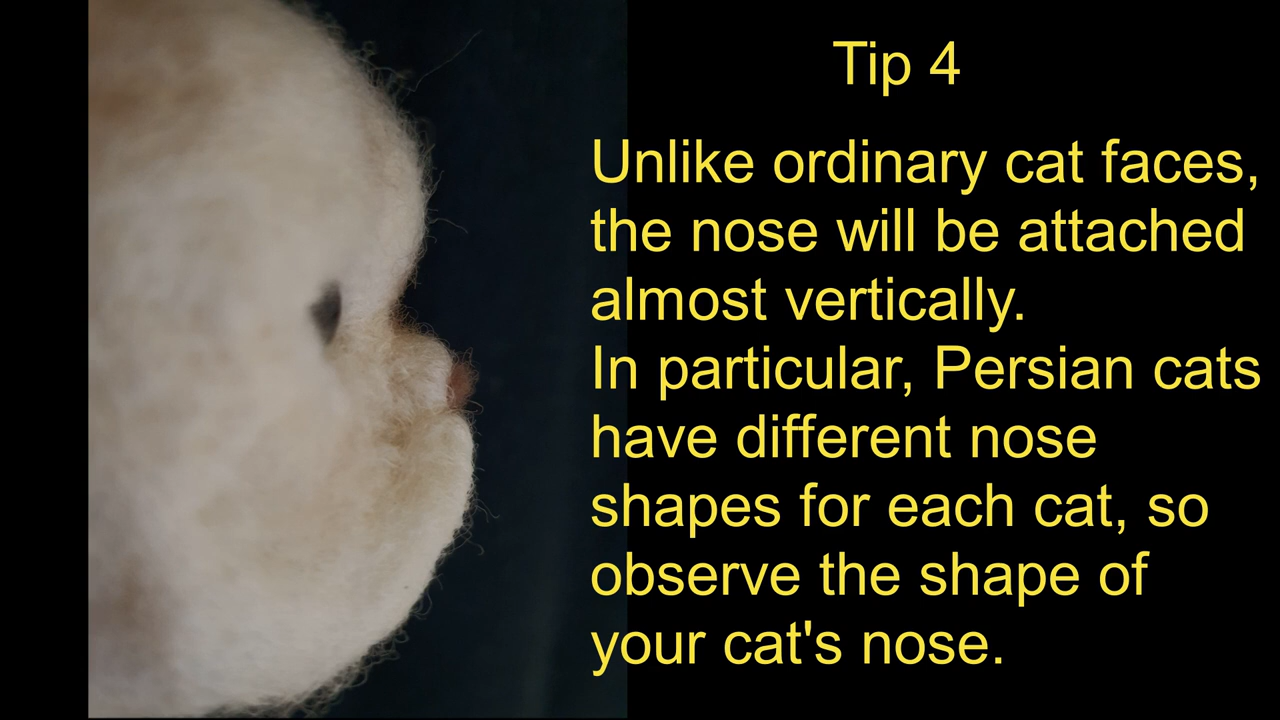 Tip 4
Unlike ordinary cat faces,
the nose will be attached
almost vertically.
In particular, Persian cats
have different nose
shapes for each cat, so
observe the shape of
your cat's nose.